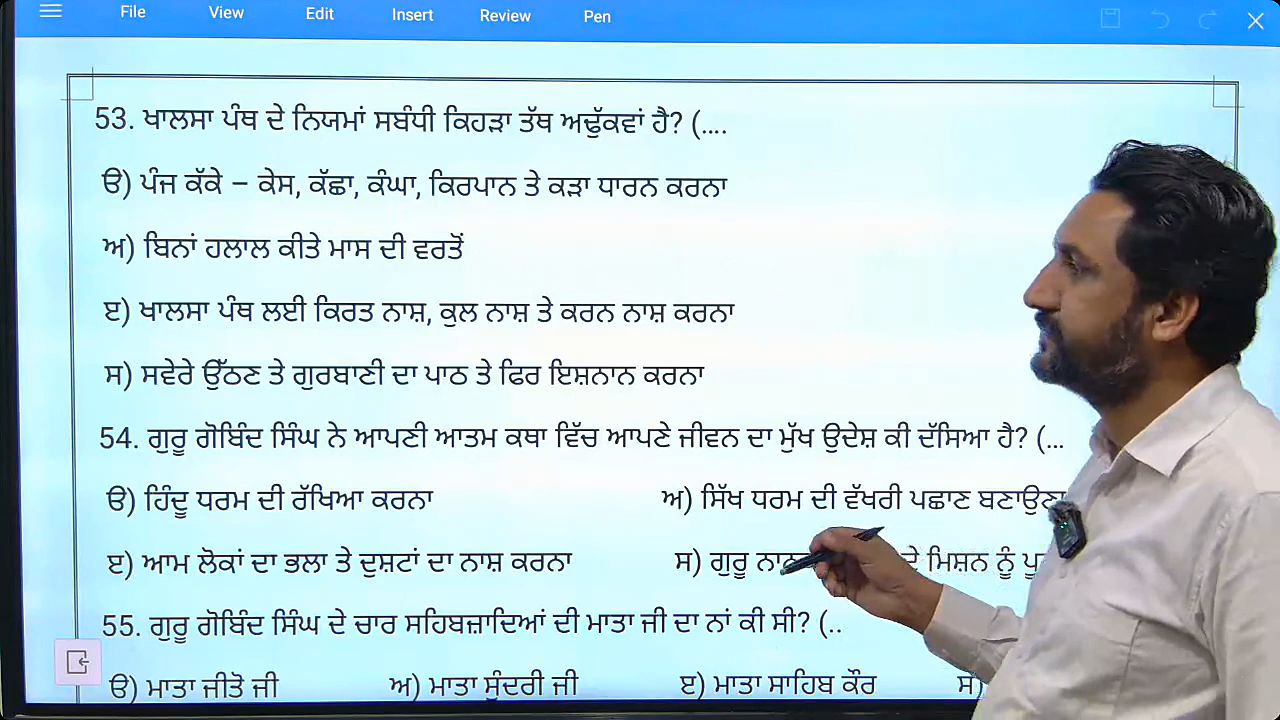 File View Edit Insert Review Pen
53. ਖਾਲਸਾ ਪੰਥ ਦੇ ਨਿਯਮਾਂ ਸਬੰਧੀ ਕਿਹੜਾ ਤੱਥ ਅਢੁੱਕਵਾਂ ਹੈ? (....
ੳ) ਪੰਜ ਕੱਕੇ – ਕੇਸ, ਕੱਛਾ, ਕੰਘਾ, ਕਿਰਪਾਨ ਤੇ ਕੜਾ ਧਾਰਨ ਕਰਨਾ
ਅ) ਬਿਨਾਂ ਹਲਾਲ ਕੀਤੇ ਮਾਸ ਦੀ ਵਰਤੋਂ
ੲ) ਖਾਲਸਾ ਪੰਥ ਲਈ ਕਿਰਤ ਨਾਸ਼, ਕੁਲ ਨਾਸ਼ ਤੇ ਕਰਨ ਨਾਸ਼ ਕਰਨਾ
ਸ) ਸਵੇਰੇ ਉੱਠਣ ਤੇ ਗੁਰਬਾਣੀ ਦਾ ਪਾਠ ਤੇ ਫਿਰ ਇਸ਼ਨਾਨ ਕਰਨਾ
54. ਗੁਰੂ ਗੋਬਿੰਦ ਸਿੰਘ ਨੇ ਆਪਣੀ ਆਤਮ ਕਥਾ ਵਿੱਚ ਆਪਣੇ ਜੀਵਨ ਦਾ ਮੁੱਖ ਉਦੇਸ਼ ਕੀ ਦੱਸਿਆ ਹੈ? (...
ੳ) ਹਿੰਦੂ ਧਰਮ ਦੀ ਰੱਖਿਆ ਕਰਨਾ ਅ) ਸਿੱਖ ਧਰਮ ਦੀ ਵੱਖਰੀ ਪਛਾਣ ਬਣਾਉਣਾ
ੲ) ਆਮ ਲੋਕਾਂ ਦਾ ਭਲਾ ਤੇ ਦੁਸ਼ਟਾਂ ਦਾ ਨਾਸ਼ ਕਰਨਾ ਸ) ਗੁਰੂ ਦੇ ਮਿਸ਼ਨ ਨੂੰ
55. ਗੁਰੂ ਗੋਬਿੰਦ ਸਿੰਘ ਦੇ ਚਾਰ ਸਹਿਬਜ਼ਾਦਿਆਂ ਦੀ ਮਾਤਾ ਜੀ ਦਾ ਨਾਂ ਕੀ ਸੀ? (..
ੳ) ਮਾਤਾ ਜੀਤੋ ਜੀ ਅ) ਮਾਤਾ ਸੁੰਦਰੀ ਜੀ ੲ) ਮਾਤਾ ਸਾਹਿਬ ਕੌਰ ਸ)